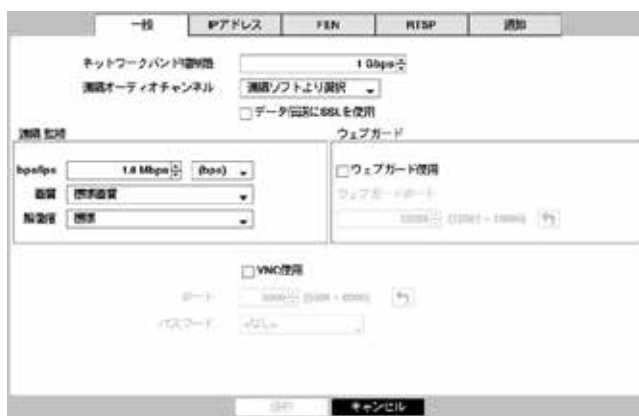 一般 IPアドレス FEN RTSP 通知
ネットワークバンド幅制限 1 Gbps
遠隔オーディオチャンネル 遠隔ソフトより選択
データ伝送にSSLを使用
遠隔 監視 ウェブガード
bps/ips 1.0 Mbps (bps) ウェブガード使用
画質 標準画質 ウェブガードポート
解像度 標準
VNC使用
ポート
パスワード <なし>
キャンセル